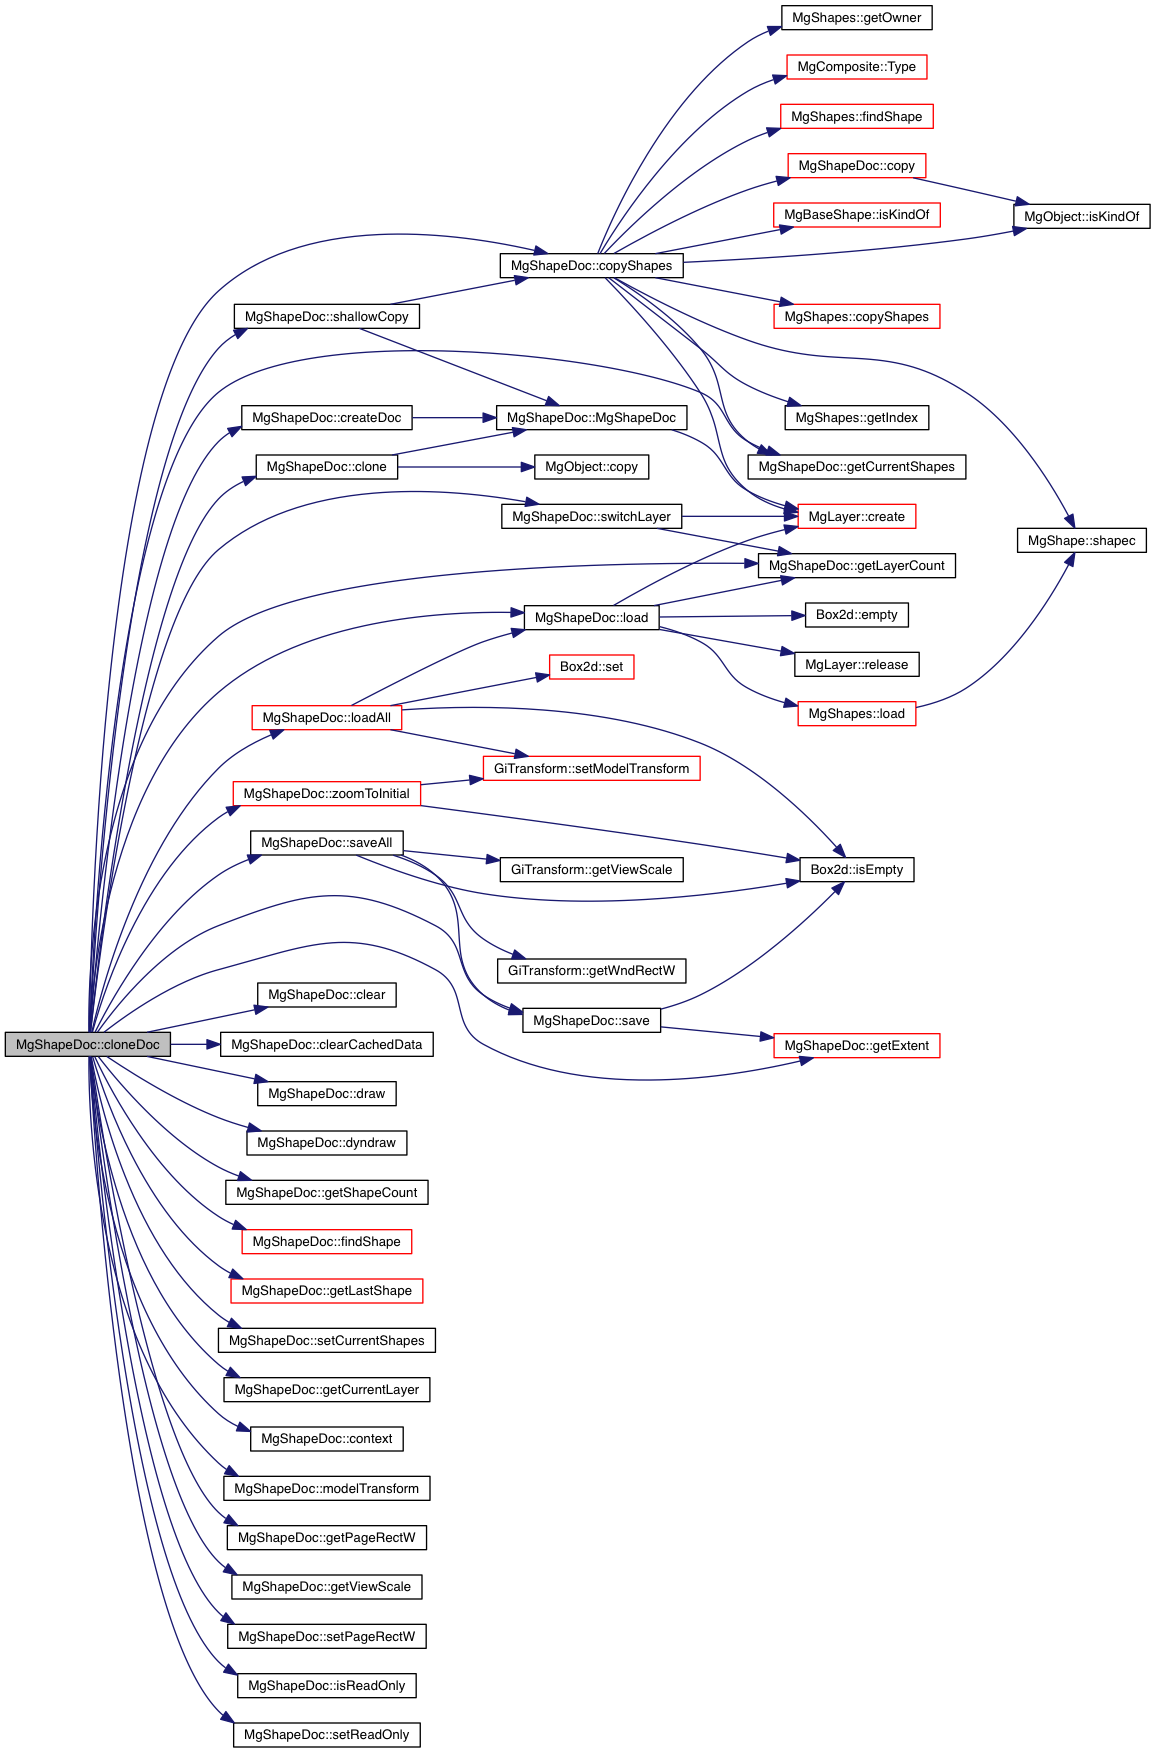 MgShapes::getOwner
MgComposite::Type
MgShapes::findShape
MgShapeDoc::copy
MgBaseShape::isKindOf
MgObject::isKindOf
MgShapeDoc::copyShapes
MgShapeDoc::shallowCopy
MgShapes::copyShapes
MgShapeDoc::createDoc
MgShapeDoc::MgShapeDoc
MgShapes::getIndex
MgShapeDoc::clone
MgObject::copy
MgShapeDoc::getCurrentShapes
MgShapeDoc::switchLayer
MgLayer::create
MgShape::shapec
MgShapeDoc::getLayerCount
MgShapeDoc::load
Box2d::empty
Box2d::set
MgLayer::release
MgShapeDoc::loadAll
MgShapes::load
GiTransform::setModelTransform
MgShapeDoc::zoomToInitial
MgShapeDoc::saveAll
GiTransform::getViewScale
Box2d::isEmpty
GiTransform::getWndRectW
MgShapeDoc::clear
MgShapeDoc::save
MgShapeDoc::cloneDoc
MgShapeDoc::clearCachedData
MgShapeDoc::getExtent
MgShapeDoc::draw
MgShapeDoc::dyndraw
MgShapeDoc::getShapeCount
MgShapeDoc::findShape
MgShapeDoc::getLastShape
MgShapeDoc::setCurrentShapes
MgShapeDoc::getCurrentLayer
MgShapeDoc::context
MgShapeDoc::modelTransform
MgShapeDoc::getPageRectW
MgShapeDoc::getViewScale
MgShapeDoc::setPageRectW
MgShapeDoc::isReadOnly
MgShapeDoc::setReadOnly